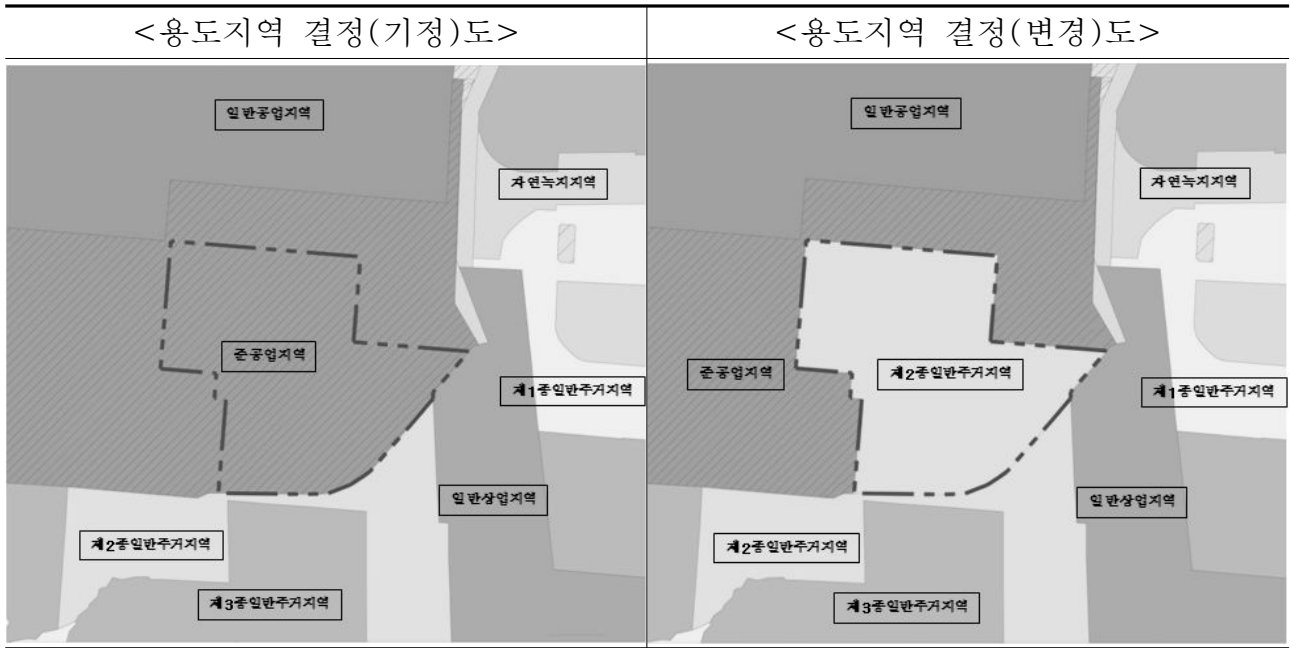 <용도지역 결정(기정)도>
<용도지역 결정(변경)도>
일반공업지역
자연녹지지역
준공업지역
제1종일반주거지역
일반상업지역
제2종일반주거지역
제3종일반주거지역
일반공업지역
자연녹지지역
준공업지역
제2종일반주거지역
제1종일반주거지역
일반상업지역
제2종일반주거지역
제3종일반주거지역